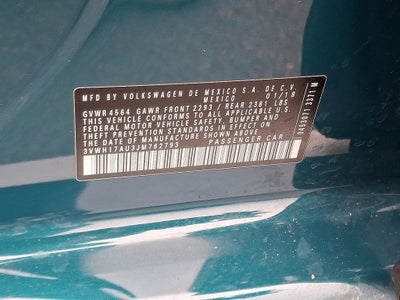 MFD BY VOLKSWAGEN DE MEXICO S.A. DE C.V.
MEXICO 01/18
GVWR 4564 GAWR FRONT 2293 / REAR 2381 LBS
THIS VEHICLE CONFORMS TO ALL APPLICABLE U.S.
FEDERAL MOTOR VEHICLE SAFETY, BUMPER AND
THEFT PREVENTION STANDARDS IN EFFECT ON THE
DATE OF MANUFACTURE SHOWN ABOVE
3VWH17AU3JM762793 PASSENGER CAR